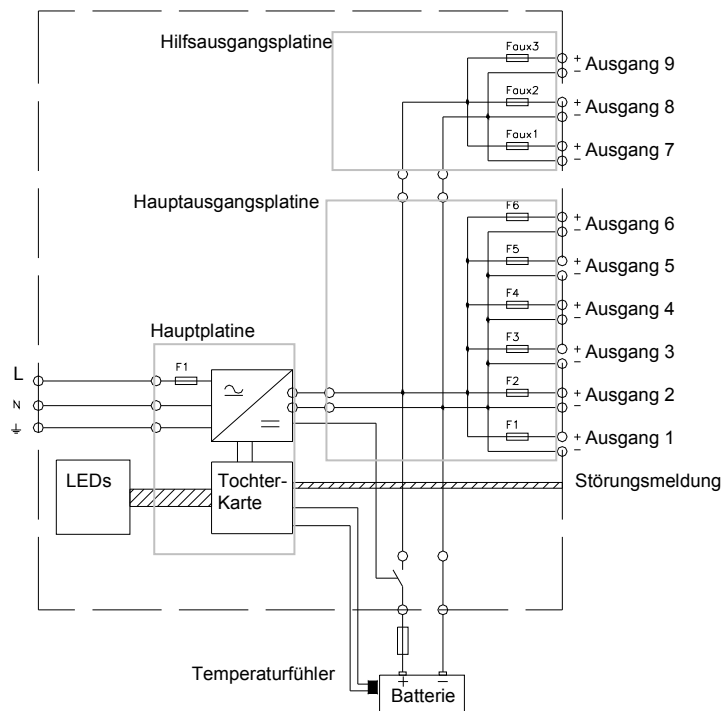 Hilfsausgangsplatine
Faux3
+ Ausgang 9
−
Faux2
+ Ausgang 8
−
Faux1
+ Ausgang 7
−
Hauptausgangsplatine
F6
+ Ausgang 6
−
F5
+ Ausgang 5
−
F4
+ Ausgang 4
−
F3
+ Ausgang 3
−
F2
+ Ausgang 2
−
F1
+ Ausgang 1
−
Hauptplatine
F1
L
N
LEDs
Tochter-
Karte
Störungsmeldung
Temperaturfühler
+ −
Batterie